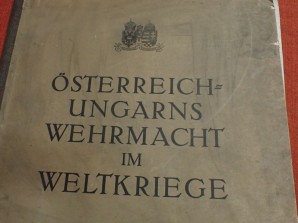 ÖSTERREICH=
UNGARNS
WEHRMACHT
IM
WELTKRIEGE